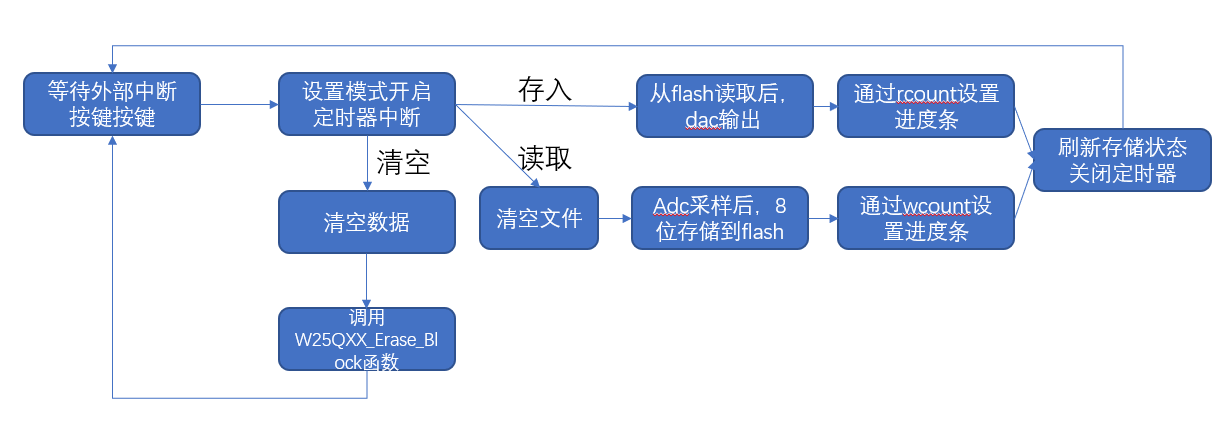 等待外部中断
按键按键
设置模式开启
定时器中断
存入
从flash读取后，
dac输出
通过rcount设置
进度条
刷新存储状态
关闭定时器
清空
读取
清空数据
清空文件
Adc采样后，8
位存储到flash
通过wcount设
置进度条
调用
W25QXX_Erase_Bl
ock函数